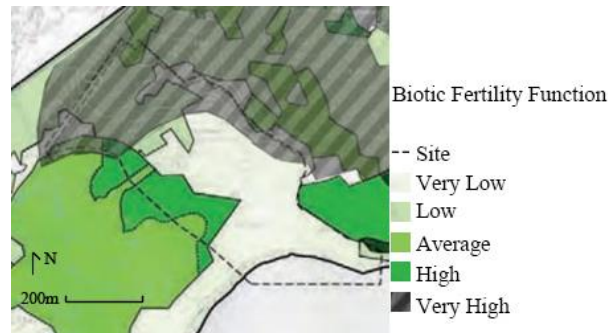 Biotic Fertility Function
Site
Very Low
Low
Average
High
Very High
N
200m